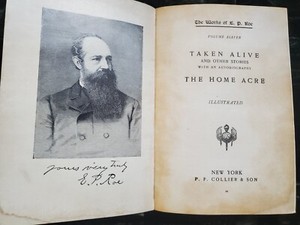 yours very truly
E. P. Roe
The Works of E. P. Roe
VOLUME ELEVEN
TAKEN ALIVE
AND OTHER STORIES
WITH AN AUTOBIOGRAPHY
THE HOME ACRE
ILLUSTRATED
NEW YORK
P. F. COLLIER & SON